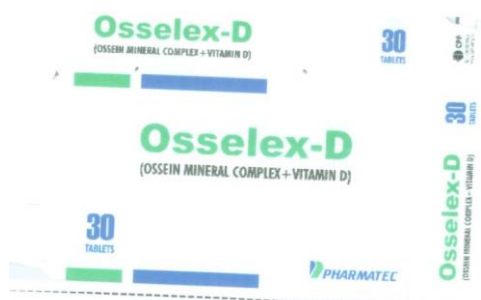 Osselex-D
(OSSEIN MINERAL COMPLEX+VITAMIN D)
30
TABLETS
CPP
30
TABLETS
Osselex-D
(OSSEIN MINERAL COMPLEX+VITAMIN D)
30
TABLETS
PHARMATEC
Osselex-D
(OSSEIN MINERAL COMPLEX+VITAMIN D)